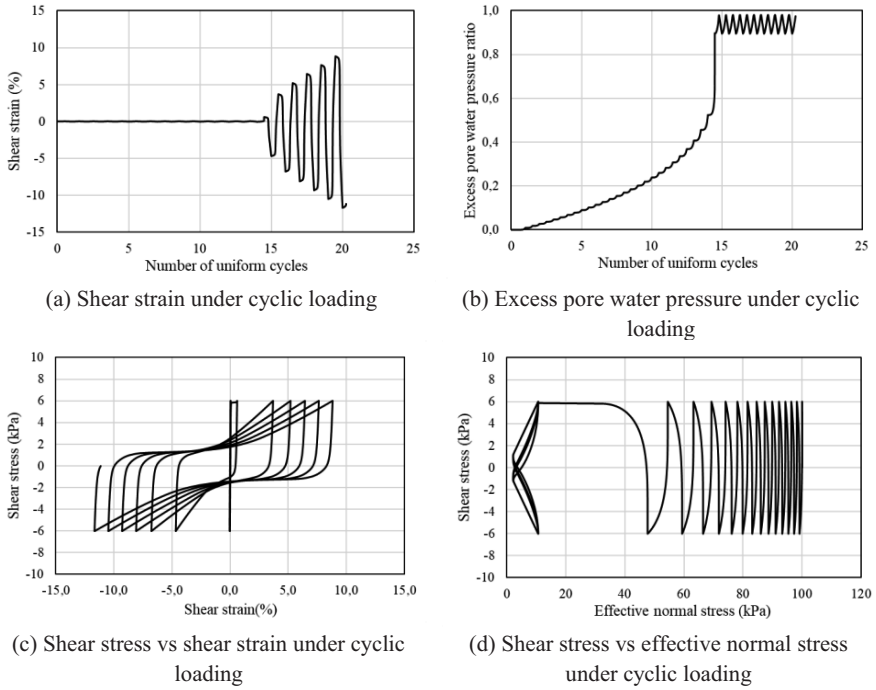 15
10
5
0
-5
-10
-15
Shear strain (%)
0 5 10 15 20 25
Number of uniform cycles
(a) Shear strain under cyclic loading
1,0
0,8
0,6
0,4
0,2
0,0
Excess pore water pressure ratio
0 5 10 15 20 25
Number of uniform cycles
(b) Excess pore water pressure under cyclic
loading
10
8
6
4
2
0
-2
-4
-6
-8
-10
Shear stress (kPa)
-15,0 -10,0 -5,0 0,0 5,0 10,0 15,0
Shear strain(%)
(c) Shear stress vs shear strain under cyclic
loading
10
8
6
4
2
0
-2
-4
-6
-8
-10
Shear stress (kPa)
0 20 40 60 80 100 120
Effective normal stress (kPa)
(d) Shear stress vs effective normal stress
under cyclic loading